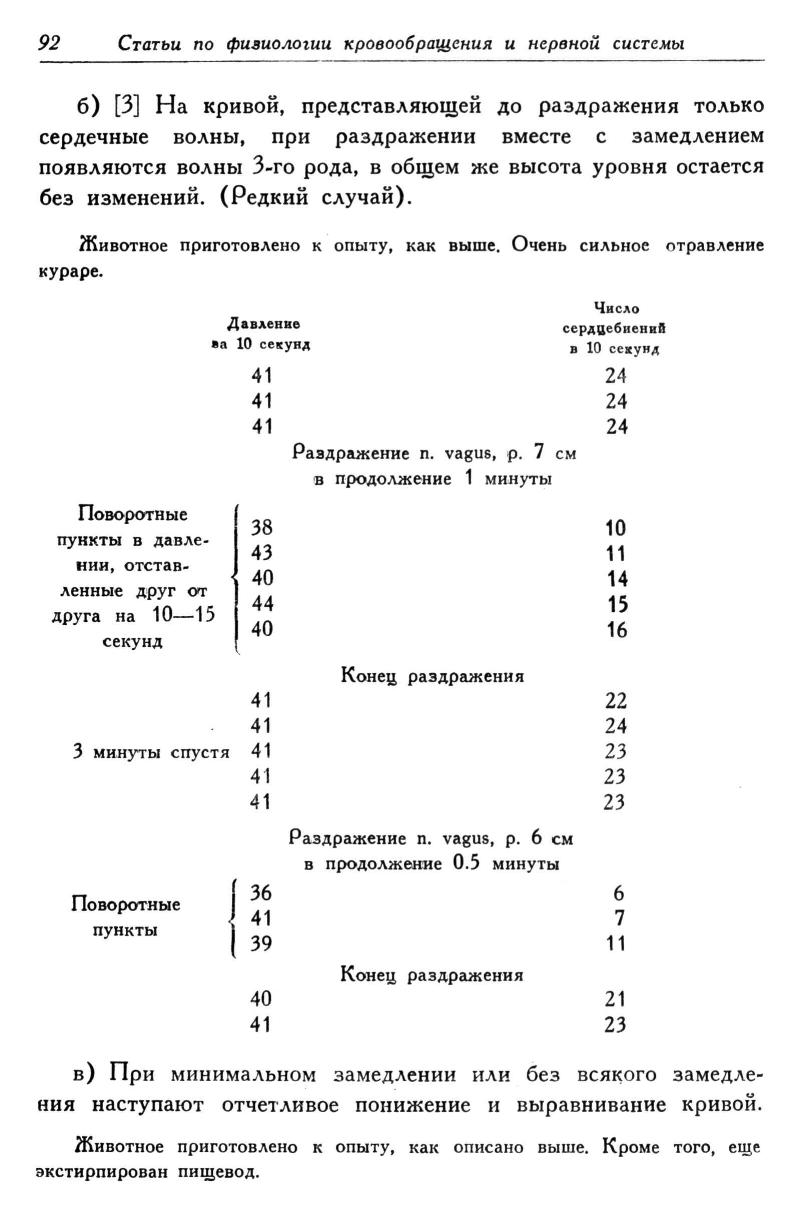 92 Статьи по физиологии кровообращения и нервной системы
б) [3] На кривой, представляющей до раздражения только
сердечные волны, при раздражении вместе с замедлением
появляются волны 3-го рода, в общем же высота уровня остается
без изменений. (Редкий случай).
Животное приготовлено к опыту, как выше. Очень сильное отравление
кураре.
Давление
за 10 секунд
Число
сердцебиений
в 10 секунд
41 24
41 24
41 24
Раздражение n. vagus, р. 7 см
в продолжение 1 минуты
Поворотные
пункты в давле-
нии, отстав-
ленные друг от
друга на 10—15
секунд
38 10
43 11
40 14
44 15
40 16
Конец раздражения
41 22
41 24
3 минуты спустя 41 23
41 23
41 23
Раздражение n. vagus, р. 6 см
в продолжение 0.5 минуты
Поворотные
пункты
36 6
41 7
39 11
Конец раздражения
40 21
41 23
в) При минимальном замедлении или без всякого замедле-
ния наступают отчетливое понижение и выравнивание кривой.
Животное приготовлено к опыту, как описано выше. Кроме того, еще
экстирпирован пищевод.